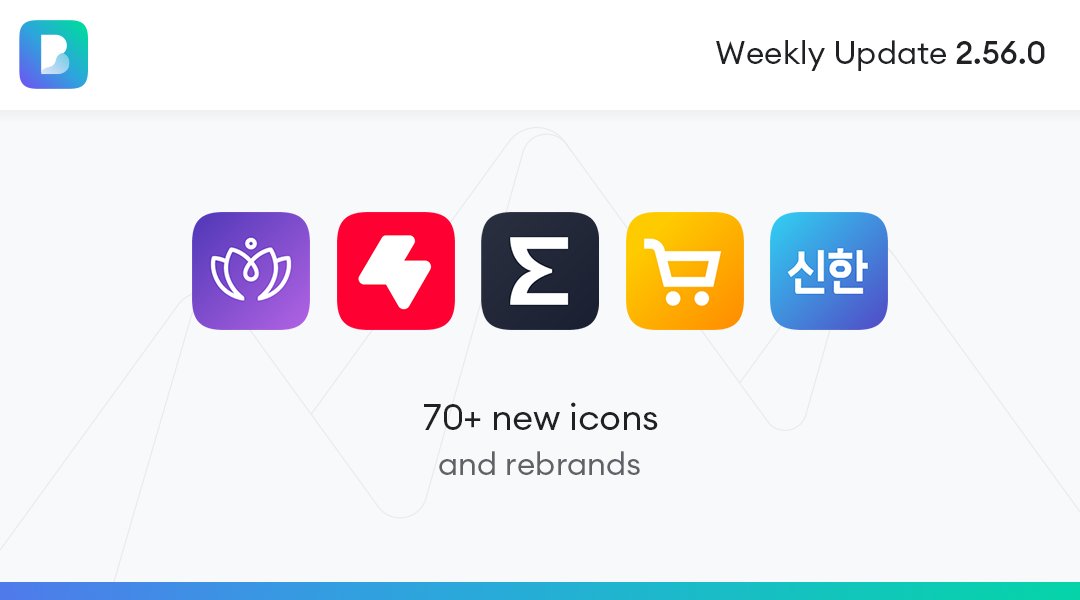 B
Weekly Update 2.56.0
Σ
신한
70+ new icons
and rebrands